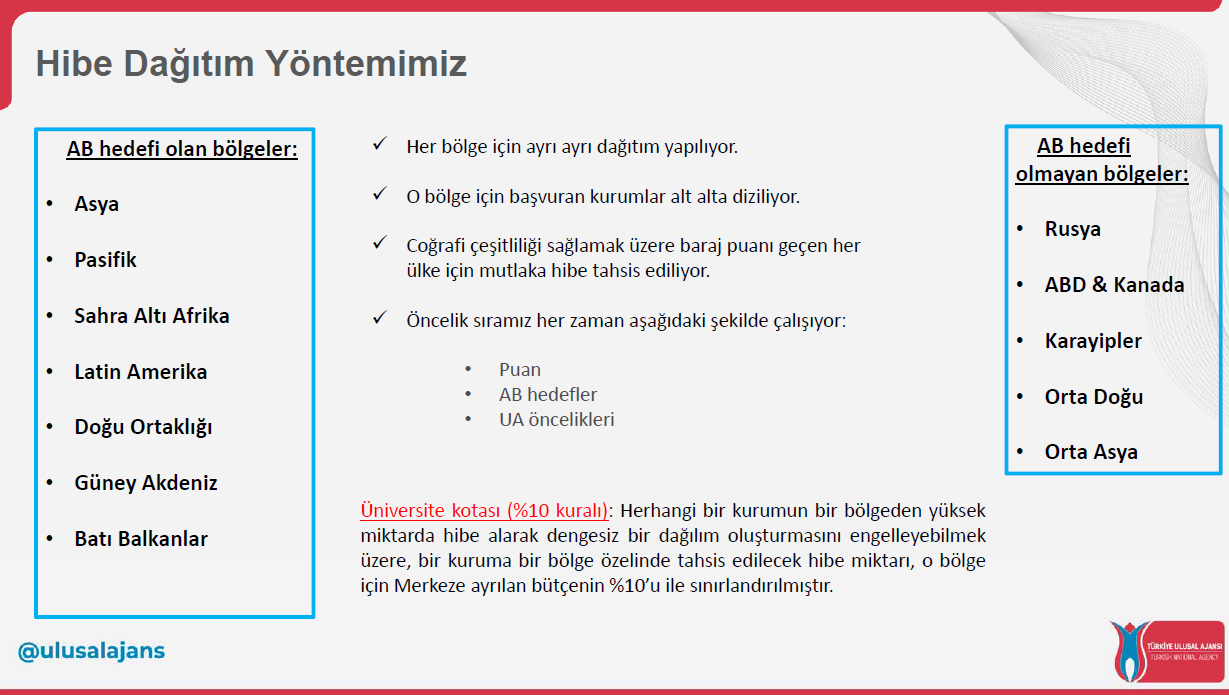 Hibe Dağıtım Yöntemimiz
AB hedefi olan bölgeler:
• Asya
• Pasifik
• Sahra Altı Afrika
• Latin Amerika
• Doğu Ortaklığı
• Güney Akdeniz
• Batı Balkanlar
✓ Her bölge için ayrı ayrı dağıtım yapılıyor.
✓ O bölge için başvuran kurumlar alt alta diziliyor.
✓ Coğrafi çeşitliliği sağlamak üzere baraj puanı geçen her
ülke için mutlaka hibe tahsis ediliyor.
✓ Öncelik sıramız her zaman aşağıdaki şekilde çalışıyor:
• Puan
• AB hedefler
• UA öncelikleri
Üniversite kotası (%10 kuralı): Herhangi bir kurumun bir bölgeden yüksek
miktarda hibe alarak dengesiz bir dağılım oluşturmasını engelleyebilmek
üzere, bir kuruma bir bölge özelinde tahsis edilecek hibe miktarı, o bölge
için Merkeze ayrılan bütçenin %10’u ile sınırlandırılmıştır.
AB hedefi
olmayan bölgeler:
• Rusya
• ABD & Kanada
• Karayipler
• Orta Doğu
• Orta Asya
@ulusalajans
TÜRKİYE ULUSAL AJANSI
TURKISH NATIONAL AGENCY